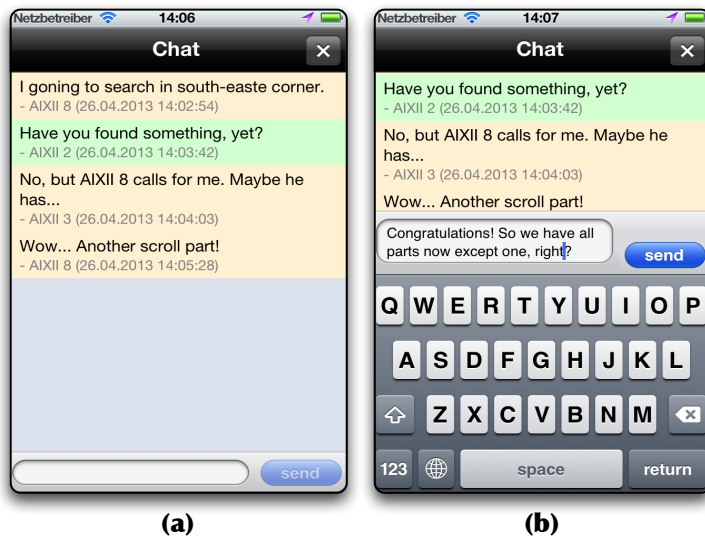 Netzbetreiber 14:06
Chat
I goning to search in south-easte corner.
- AIXII 8 (26.04.2013 14:02:54)
Have you found something, yet?
- AIXII 2 (26.04.2013 14:03:42)
No, but AIXII 8 calls for me. Maybe he
has...
- AIXII 3 (26.04.2013 14:04:03)
Wow... Another scroll part!
- AIXII 8 (26.04.2013 14:05:28)
send
(a)
Netzbetreiber 14:07
Chat
Have you found something, yet?
- AIXII 2 (26.04.2013 14:03:42)
No, but AIXII 8 calls for me. Maybe he
has...
- AIXII 3 (26.04.2013 14:04:03)
Wow... Another scroll part!
Congratulations! So we have all
parts now except one, right?
send
Q W E R T Y U I O P
A S D F G H J K L
Z X C V B N M
123 space return
(b)